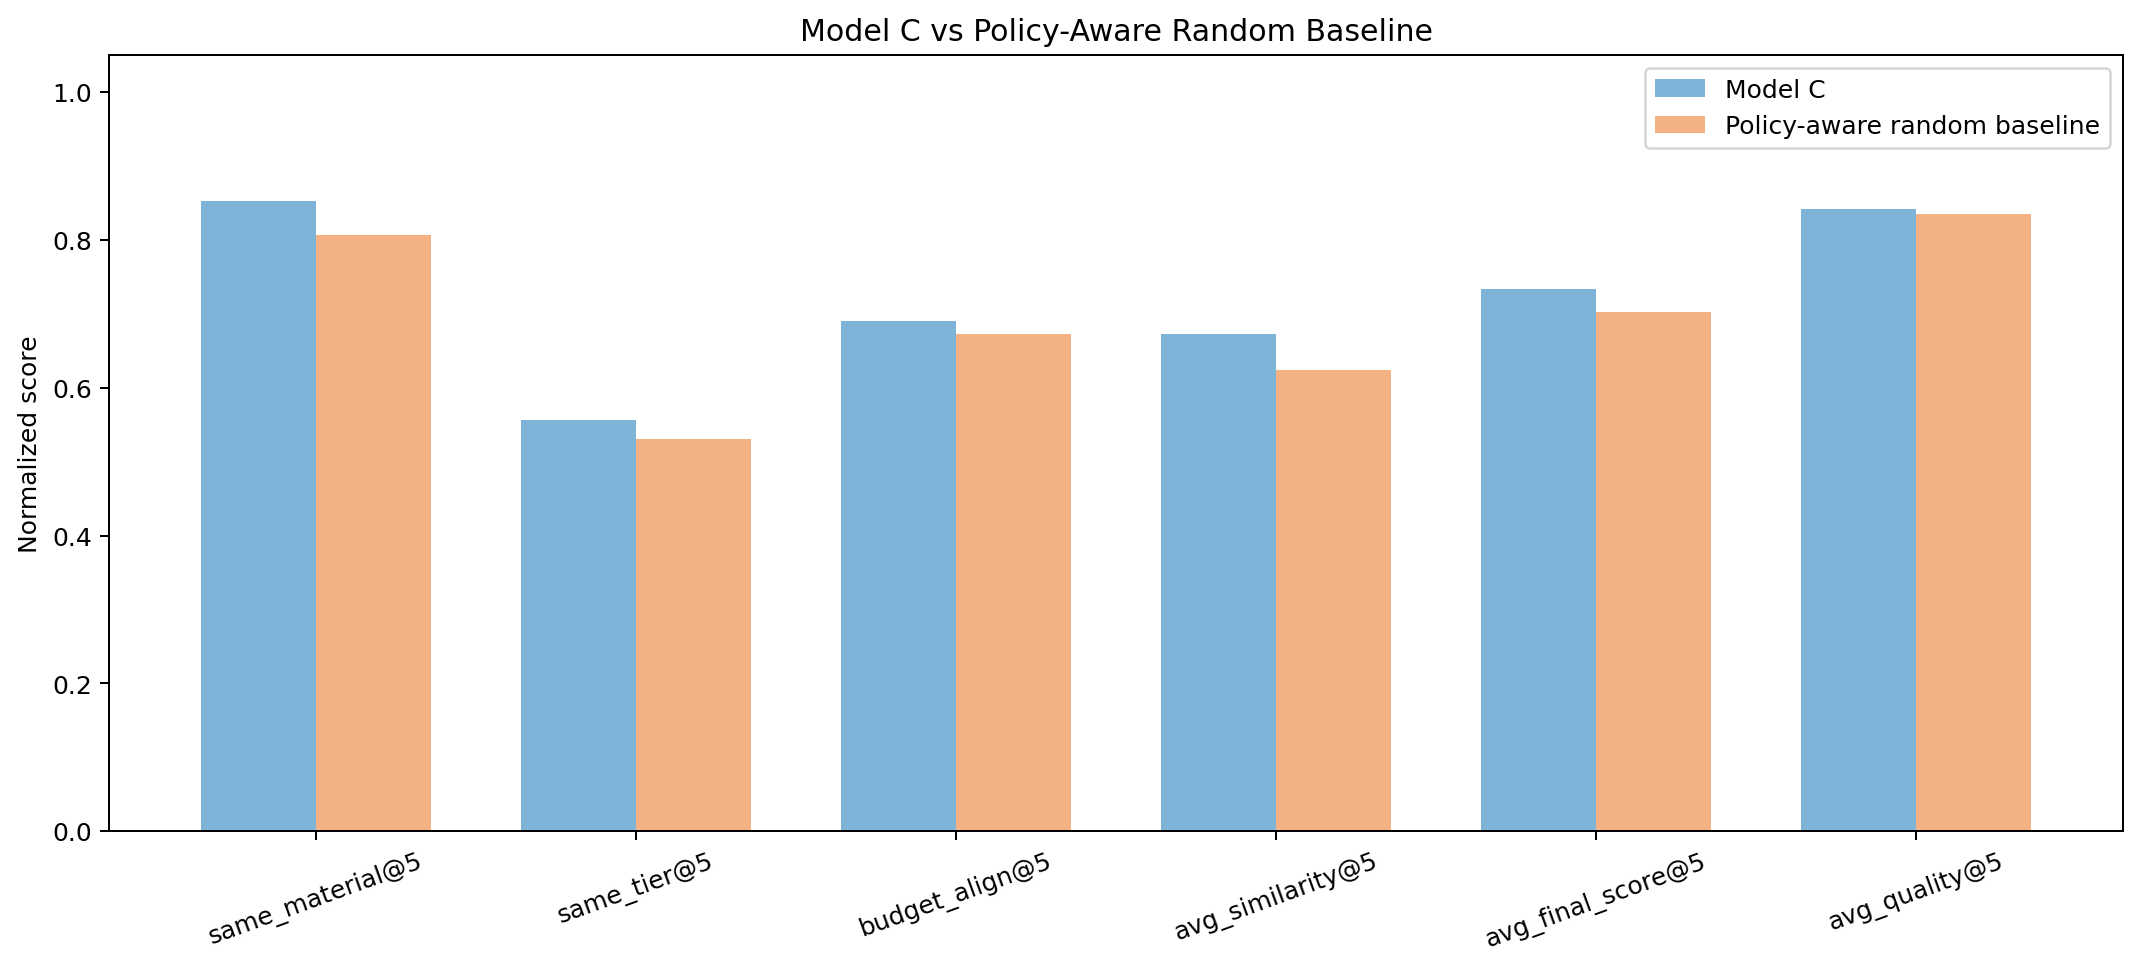 Model C vs Policy-Aware Random Baseline
Model C
Policy-aware random baseline
Normalized score
1.0
0.8
0.6
0.4
0.2
0.0
same_material@5
same_tier@5
budget_align@5
avg_similarity@5
avg_final_score@5
avg_quality@5